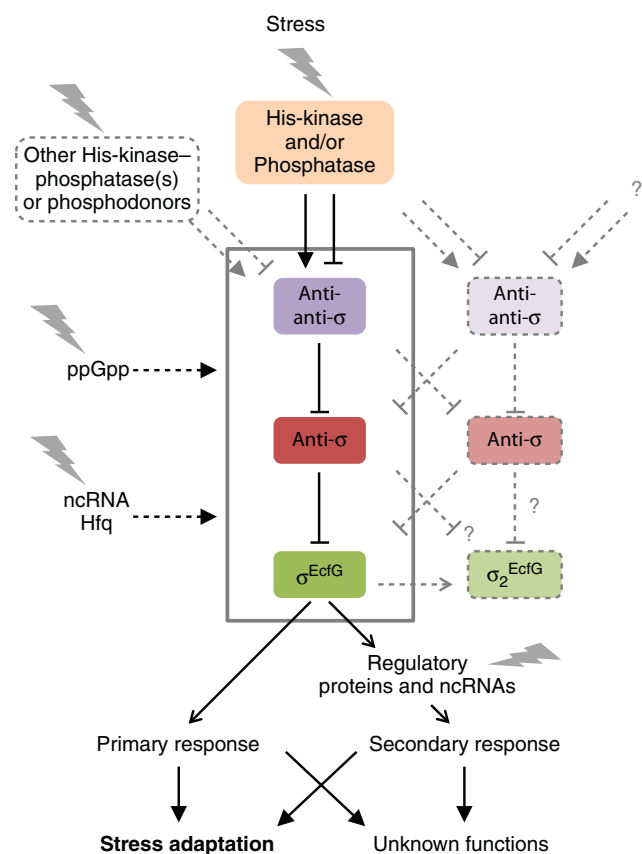 Stress
His-kinase
and/or
Phosphatase
Other His-kinase–
phosphatase(s)
or phosphodonors
?
Anti-
anti-σ
Anti-
anti-σ
ppGpp
Anti-σ
Anti-σ
ncRNA
Hfq
?
?
σEcfG
σ2EcfG
Regulatory
proteins and ncRNAs
Primary response
Secondary response
Stress adaptation
Unknown functions